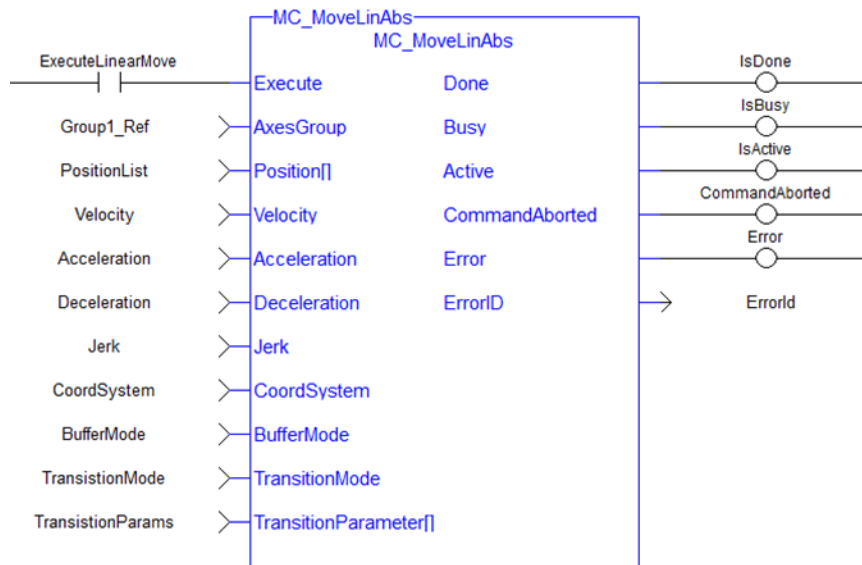 MC_MoveLinAbs
MC_MoveLinAbs
ExecuteLinearMove Execute Done IsDone
Group1_Ref AxesGroup Busy IsBusy
PositionList Position[] Active IsActive
Velocity Velocity CommandAborted CommandAborted
Acceleration Acceleration Error Error
Deceleration Deceleration ErrorID ErrorId
Jerk Jerk
CoordSystem CoordSystem
BufferMode BufferMode
TransistionMode TransitionMode
TransistionParams TransitionParameter[]